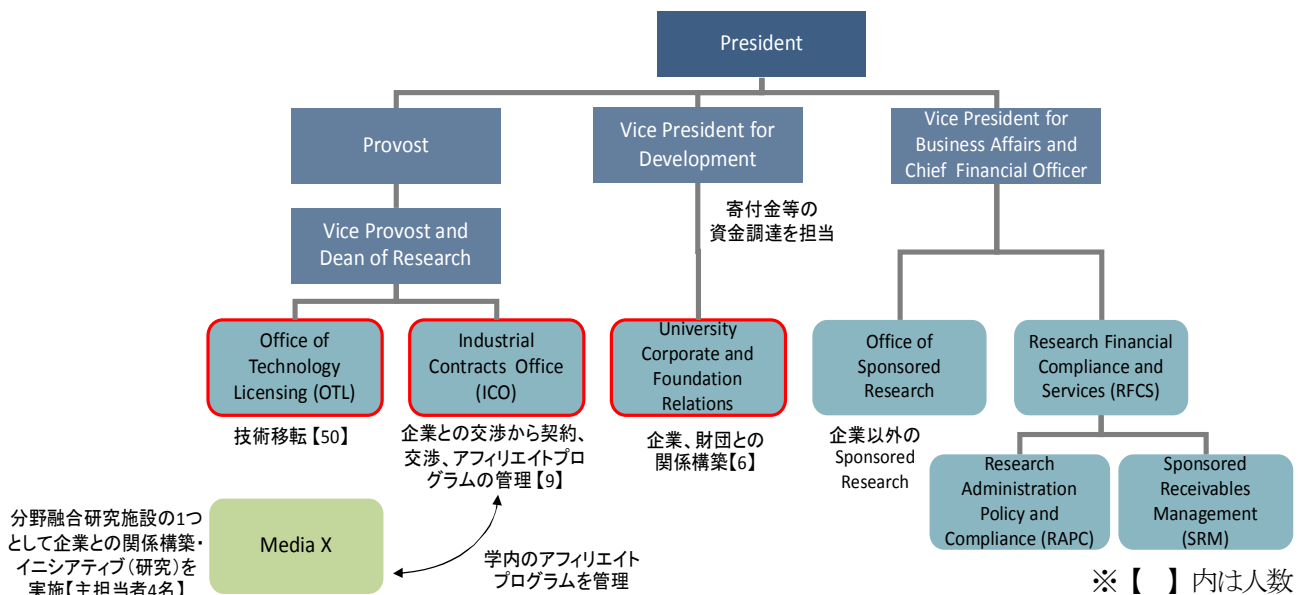 President
Provost
Vice President for
Development
Vice President for
Business Affairs and
Chief Financial Officer
寄付金等の
資金調達を担当
Vice Provost and
Dean of Research
Office of
Technology
Licensing (OTL)
Industrial
Contracts Office
(ICO)
University
Corporate and
Foundation
Relations
Office of
Sponsored
Research
Research Financial
Compliance and
Services (RFCS)
技術移転【50】
企業との交渉から契約、
交渉、アフィリエイトプロ
グラムの管理【9】
企業、財団との
関係構築【6】
企業以外の
Sponsored
Research
Research
Administration
Policy and
Compliance (RAPC)
Sponsored
Receivables
Management
(SRM)
分野融合研究施設の1つ
として企業との関係構築・
イニシアティブ(研究)を
実施【主担当者4名】
Media X
学内のアフィリエイト
プログラムを管理
※【　】内は人数